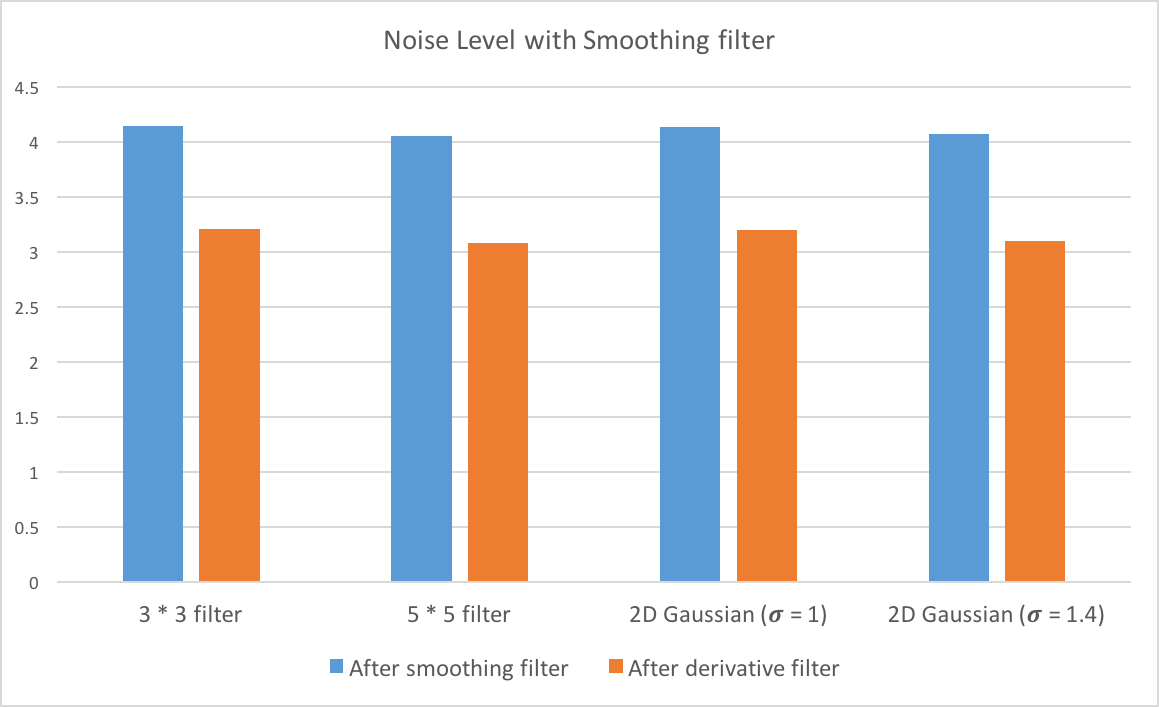 Noise Level with Smoothing filter
4.5
4
3.5
3
2.5
2
1.5
1
0.5
0
3 * 3 filter
5 * 5 filter
2D Gaussian (𝝈 = 1)
2D Gaussian (𝝈 = 1.4)
After smoothing filter
After derivative filter